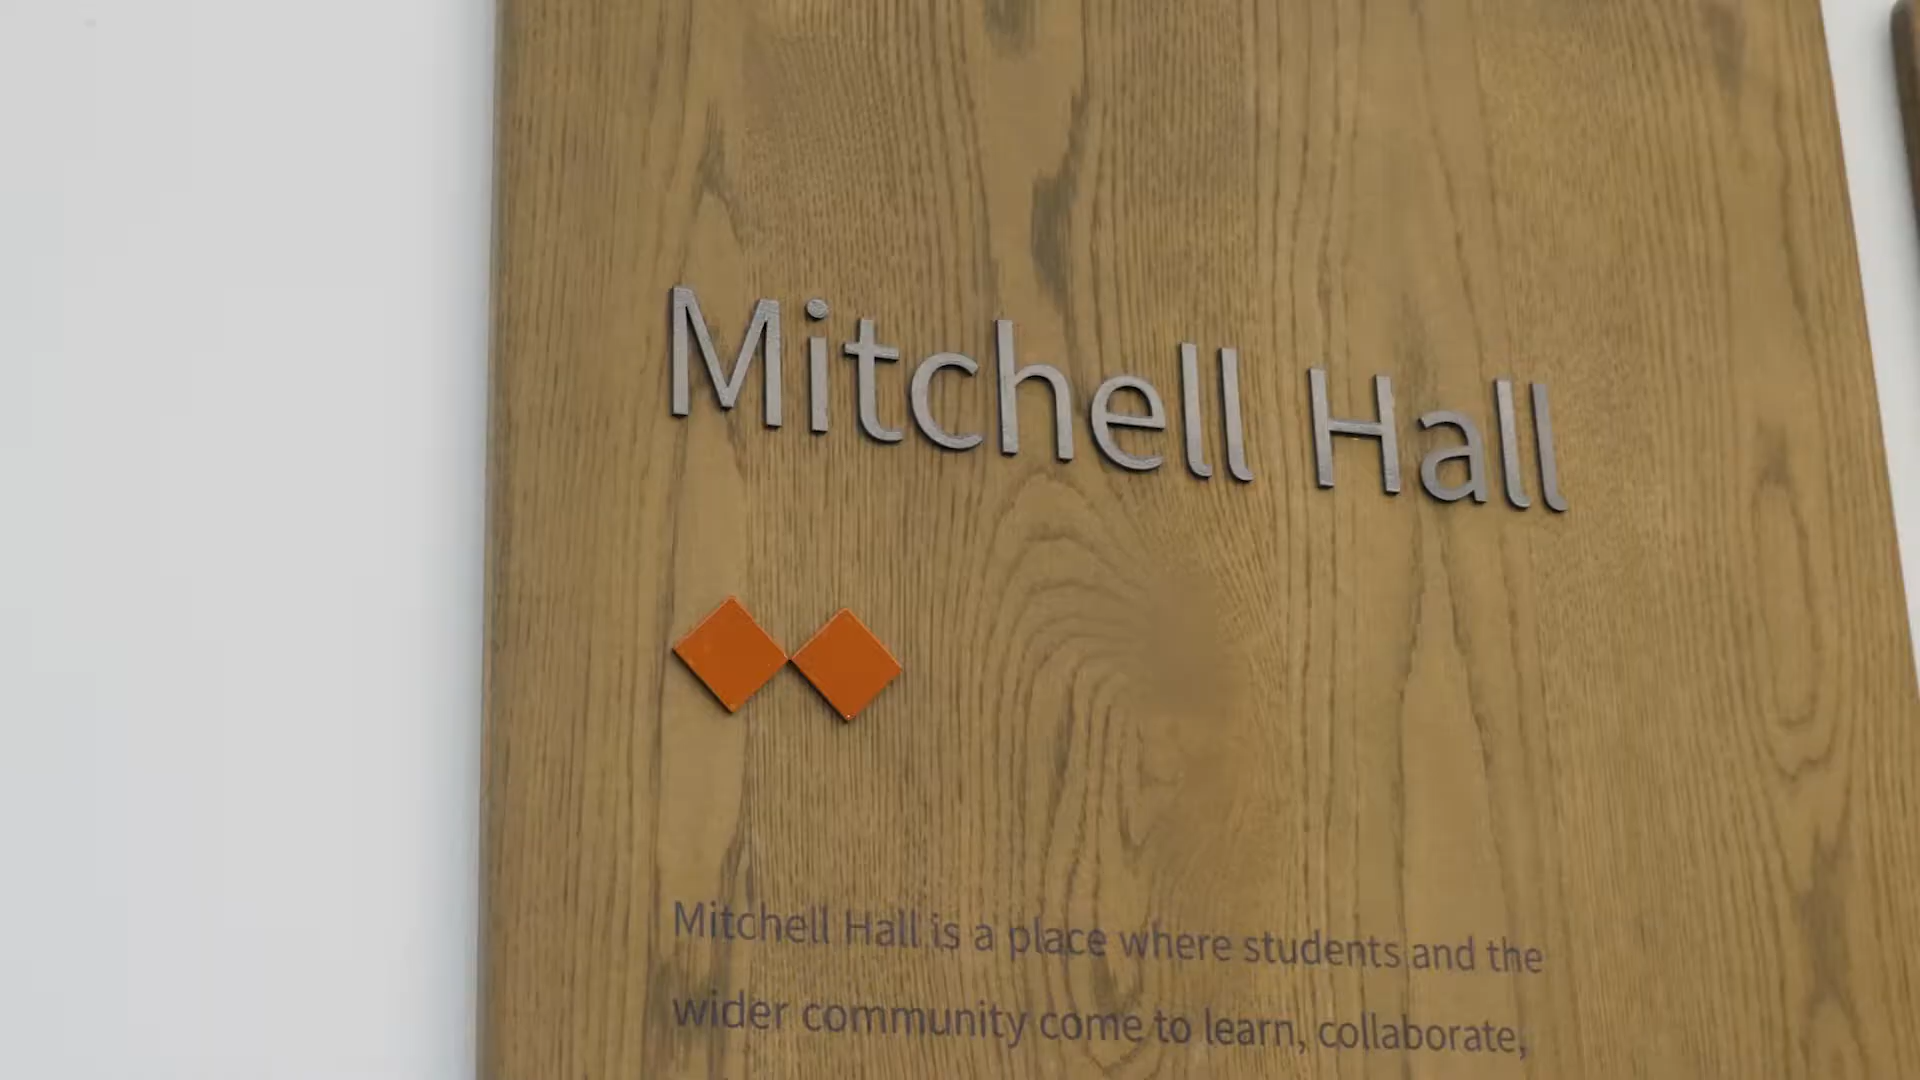 Mitchell Hall
Mitchell Hall is a place where students and the
wider community come to learn, collaborate,